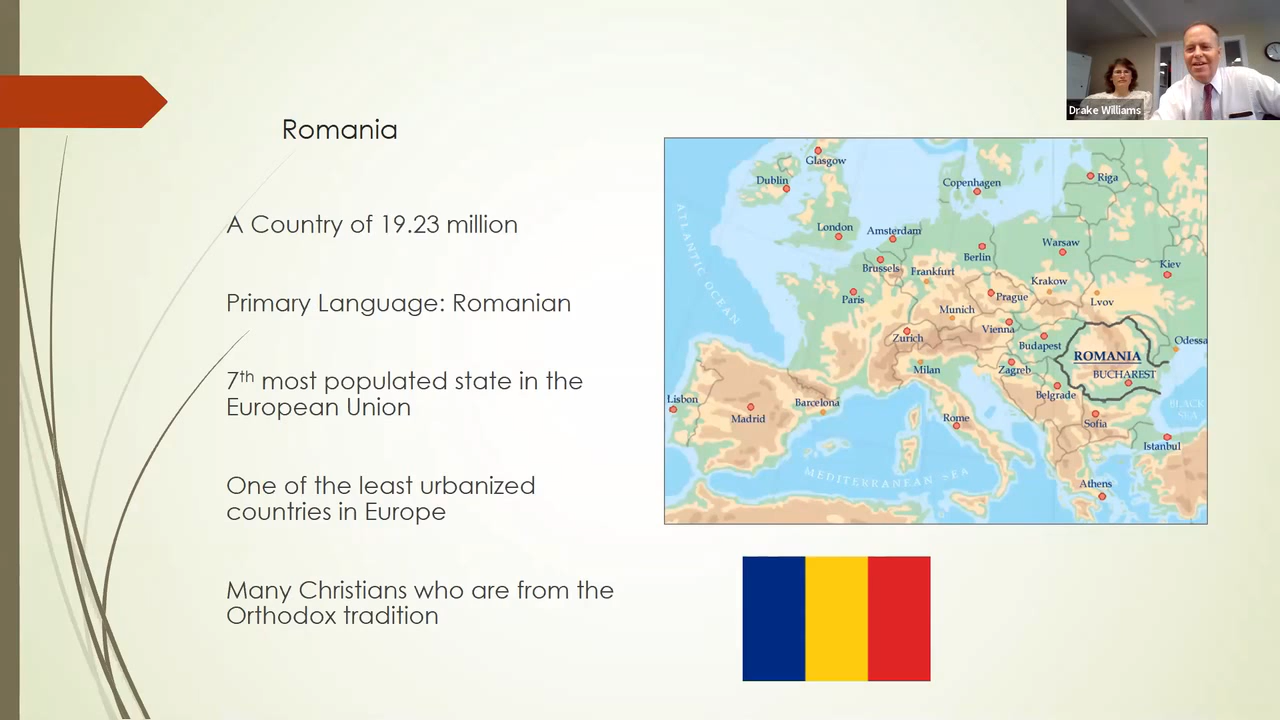 Drake Williams
Romania
A Country of 19.23 million
Primary Language: Romanian
7th most populated state in the
European Union
One of the least urbanized
countries in Europe
Many Christians who are from the
Orthodox tradition
Glasgow
Dublin
Copenhagen
Riga
London
Amsterdam
Berlin
Warsaw
Brussels
Frankfurt
Kiev
Krakow
Paris
Prague
Lvov
Munich
Vienna
Zurich
Budapest
Odessa
ROMANIA
Milan
Zagreb
BUCHAREST
Belgrade
Lisbon
Barcelona
Madrid
Rome
Sofia
BLACK
SEA
Istanbul
Athens
ATLANTIC OCEAN
MEDITERRANEAN SEA